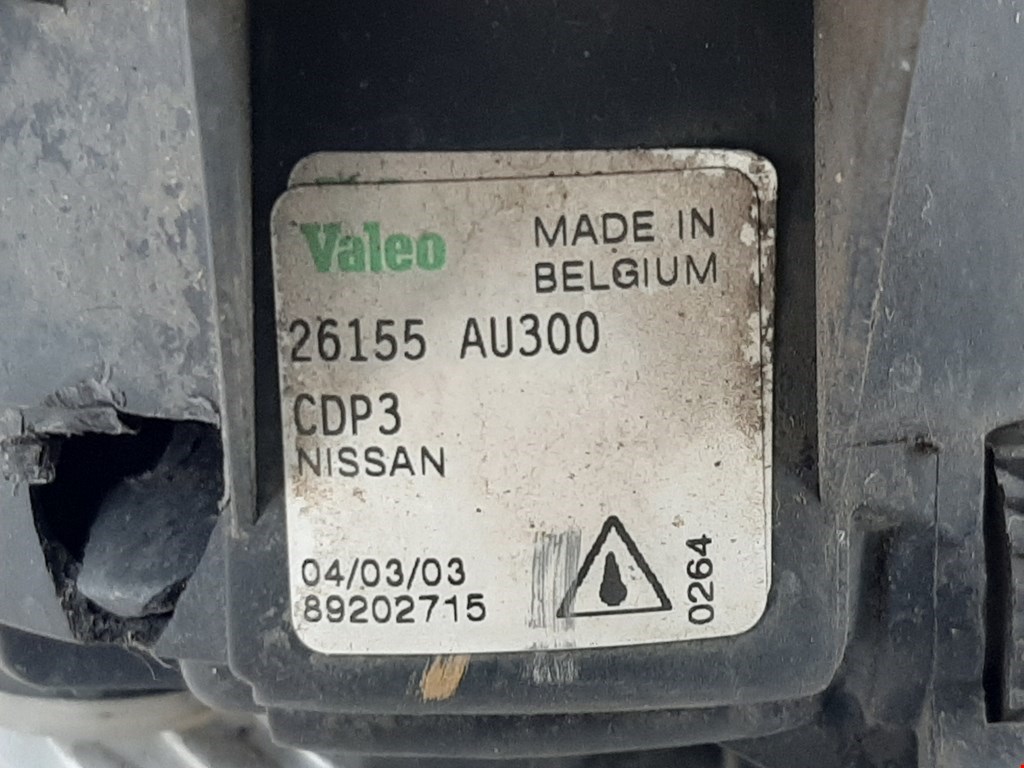 Valeo
MADE IN
BELGIUM
26155 AU300
CDP3
NISSAN
04/03/03
89202715
0264